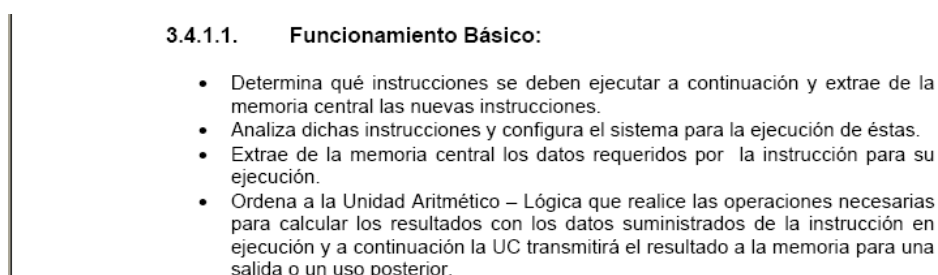 3.4.1.1. Funcionamiento Básico:
• Determina qué instrucciones se deben ejecutar a continuación y extrae de la
memoria central las nuevas instrucciones.
• Analiza dichas instrucciones y configura el sistema para la ejecución de éstas.
• Extrae de la memoria central los datos requeridos por la instrucción para su
ejecución.
• Ordena a la Unidad Aritmético – Lógica que realice las operaciones necesarias
para calcular los resultados con los datos suministrados de la instrucción en
ejecución y a continuación la UC transmitirá el resultado a la memoria para una
salida o un uso posterior.